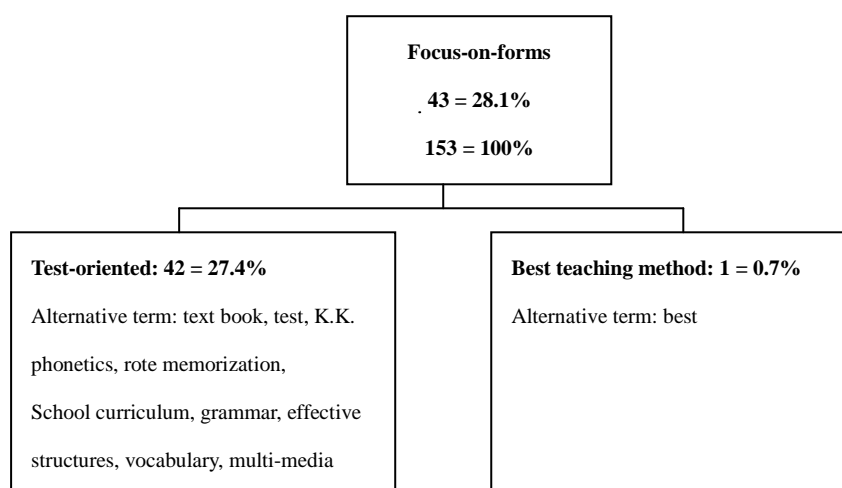 Focus-on-forms
43 = 28.1%
153 = 100%
Test-oriented: 42 = 27.4%
Alternative term: text book, test, K.K.
phonetics, rote memorization,
School curriculum, grammar, effective
structures, vocabulary, multi-media
Best teaching method: 1 = 0.7%
Alternative term: best